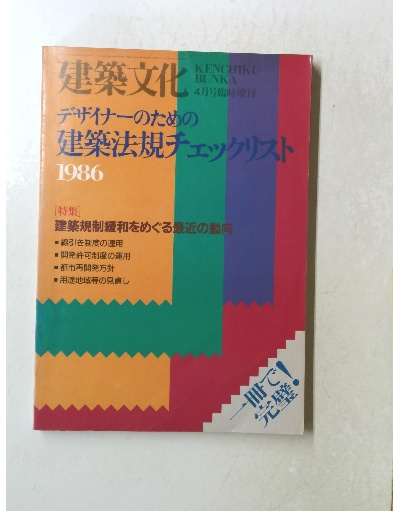 建築文化
KENCHIKU
BUNKA
4月号臨時増刊
デザイナーのための
建築法規チェックリスト
1986
[特集]
建築規制緩和をめぐる最近の動向
■線引き制度の運用
■開発許可制度の運用
■都市再開発方針
■用途地域等の見直し
一冊で
完璧!